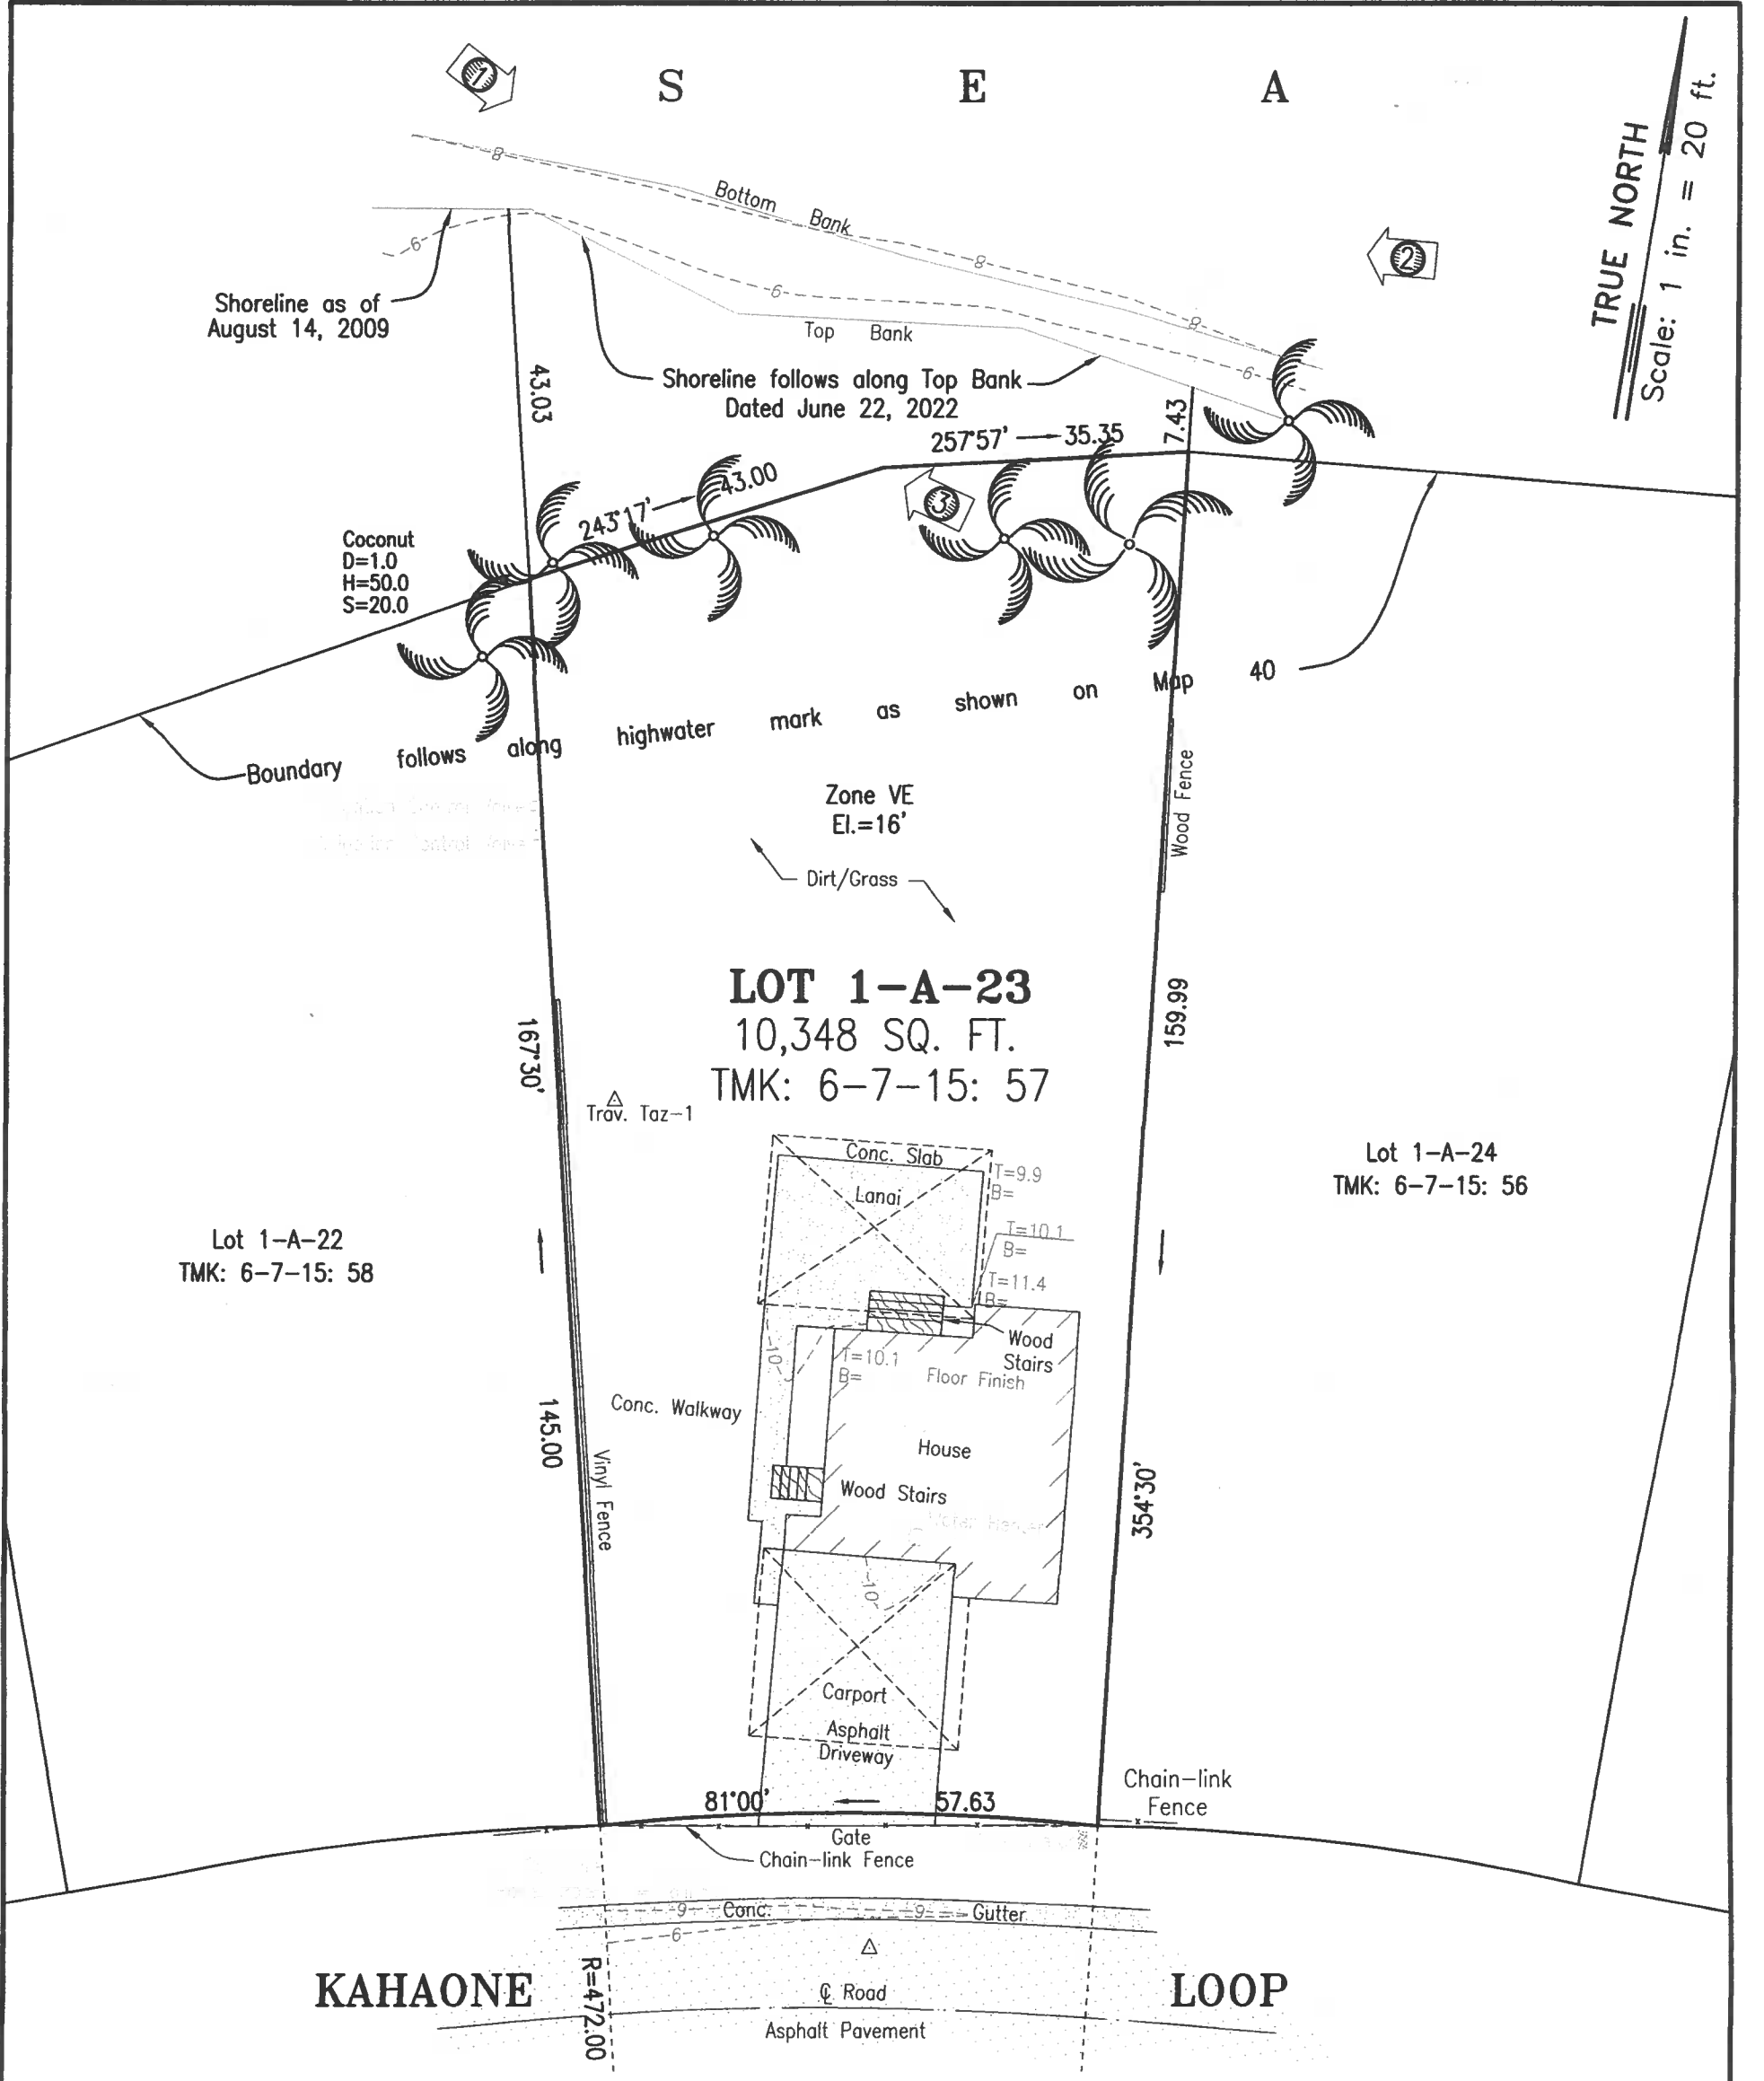 1
S E A
TRUE NORTH
Scale: 1 in. = 20 ft.
8
Bottom Bank
8
8
6
6
6
2
Top Bank
Shoreline as of
August 14, 2009
Shoreline follows along Top Bank
Dated June 22, 2022
43.03
7.43
257°57' 35.35
243°17' 43.00
3
Coconut
D=1.0
H=50.0
S=20.0
Boundary follows along highwater mark as shown on Map 40
Wood Fence
Zone VE
El.=16'
Dirt/Grass
LOT 1-A-23
10,348 SQ. FT.
TMK: 6-7-15: 57
167°30'
159.99
Trav. Taz-1
Lot 1-A-24
TMK: 6-7-15: 56
Lot 1-A-22
TMK: 6-7-15: 58
Conc. Slab
Lanai
T=9.9
B=
T=10.1
B=
T=11.4
B=
Wood
Stairs
10
T=10.1
B=
Floor Finish
Conc. Walkway
House
Wood Stairs
Water Heater
145.00
Vinyl Fence
354°30'
10
Carport
Asphalt
Driveway
Chain-link
Fence
81°00' 57.63
Gate
Chain-link Fence
9 Conc. 9 Gutter
6
KAHAONE LOOP
R=472.00
℄ Road
Asphalt Pavement